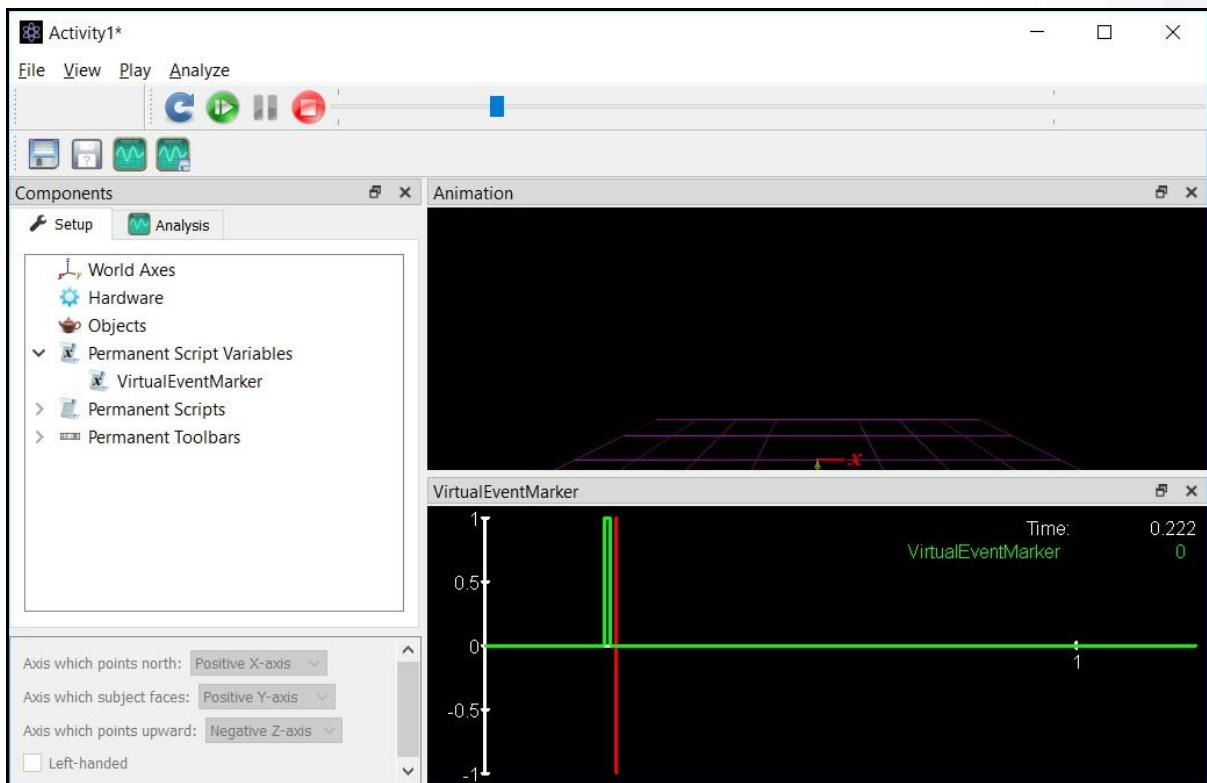 Activity1*
File View Play Analyze
Components
Setup Analysis
World Axes
Hardware
Objects
Permanent Script Variables
VirtualEventMarker
Permanent Scripts
Permanent Toolbars
Axis which points north: Positive X-axis
Axis which subject faces: Positive Y-axis
Axis which points upward: Negative Z-axis
Left-handed
Animation
x
VirtualEventMarker
Time: 0.222
VirtualEventMarker 0
1
0.5
0
-0.5
-1
1